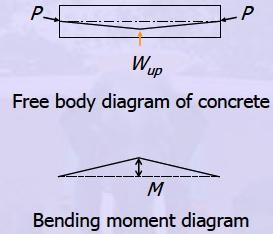 P P
W_up
Free body diagram of concrete
M
Bending moment diagram